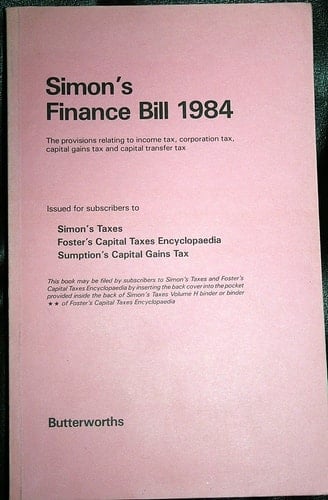 Simon's
Finance Bill 1984
The provisions relating to income tax, corporation tax,
capital gains tax and capital transfer tax
Issued for subscribers to
Simon's Taxes
Foster's Capital Taxes Encyclopaedia
Sumption's Capital Gains Tax
This book may be filed by subscribers to Simon's Taxes and Foster's
Capital Taxes Encyclopaedia by inserting the back cover into the pocket
provided inside the back of Simon's Taxes Volume H binder or binder
★★ of Foster's Capital Taxes Encyclopaedia
Butterworths